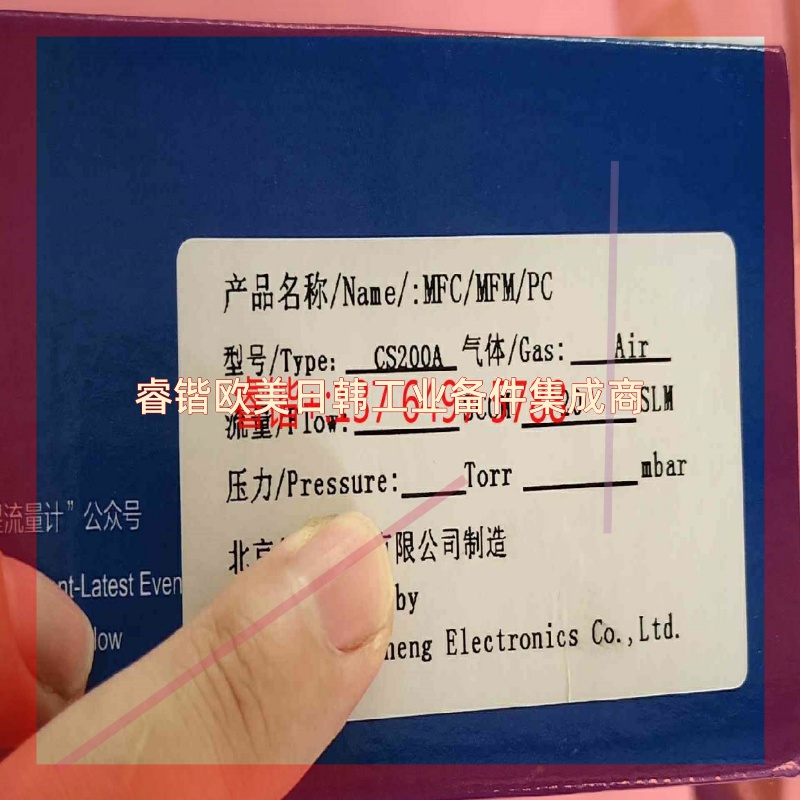 产品名称/Name/:MFC/MFM/PC
型号/Type: CS200A 气体/Gas: Air
睿锴欧美日韩工业备件集成商
流量/Flow: SLM
压力/Pressure: Torr mbar
北京 有限公司制造
by
heng Electronics Co.,Ltd.
流量计”公众号
nt-Latest Even
low